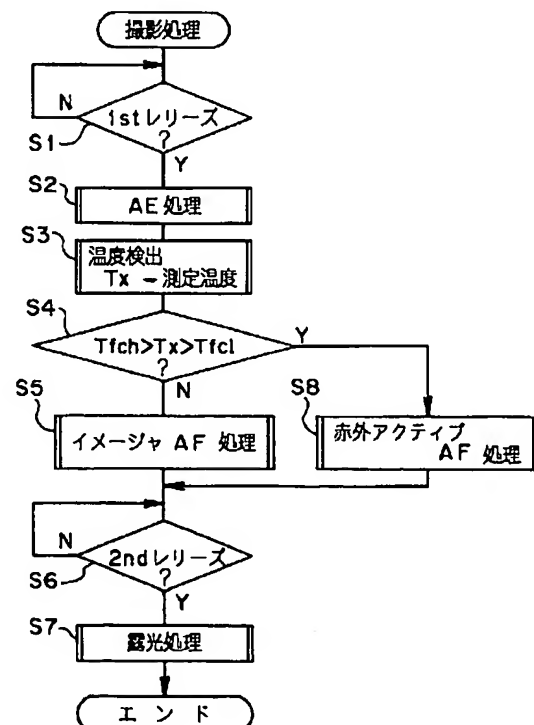 撮影処理
N
1stレリーズ
?
S1
Y
S2
AE処理
S3
温度検出
Tx ― 測定温度
S4
Tfch>Tx>Tfcl
?
Y
N
S5
イメージャ AF 処理
S8
赤外アクティブ
AF 処理
N
2ndレリーズ
?
S6
Y
S7
露光処理
エンド